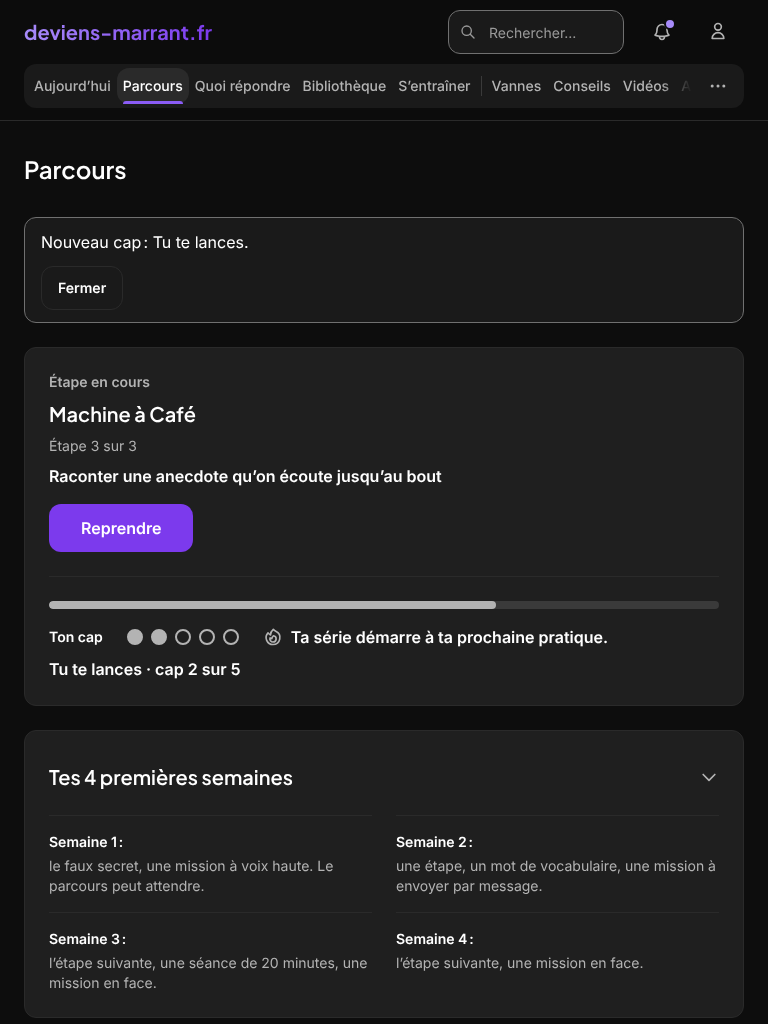 deviens-marrant.fr
Rechercher...
Aujourd’hui Parcours Quoi répondre Bibliothèque S’entraîner Vannes Conseils Vidéos A
Parcours
Nouveau cap : Tu te lances.
Fermer
Étape en cours
Machine à Café
Étape 3 sur 3
Raconter une anecdote qu’on écoute jusqu’au bout
Reprendre
Ton cap
Ta série démarre à ta prochaine pratique.
Tu te lances · cap 2 sur 5
Tes 4 premières semaines
Semaine 1 :
le faux secret, une mission à voix haute. Le
parcours peut attendre.
Semaine 2 :
une étape, un mot de vocabulaire, une mission à
envoyer par message.
Semaine 3 :
l’étape suivante, une séance de 20 minutes, une
mission en face.
Semaine 4 :
l’étape suivante, une mission en face.